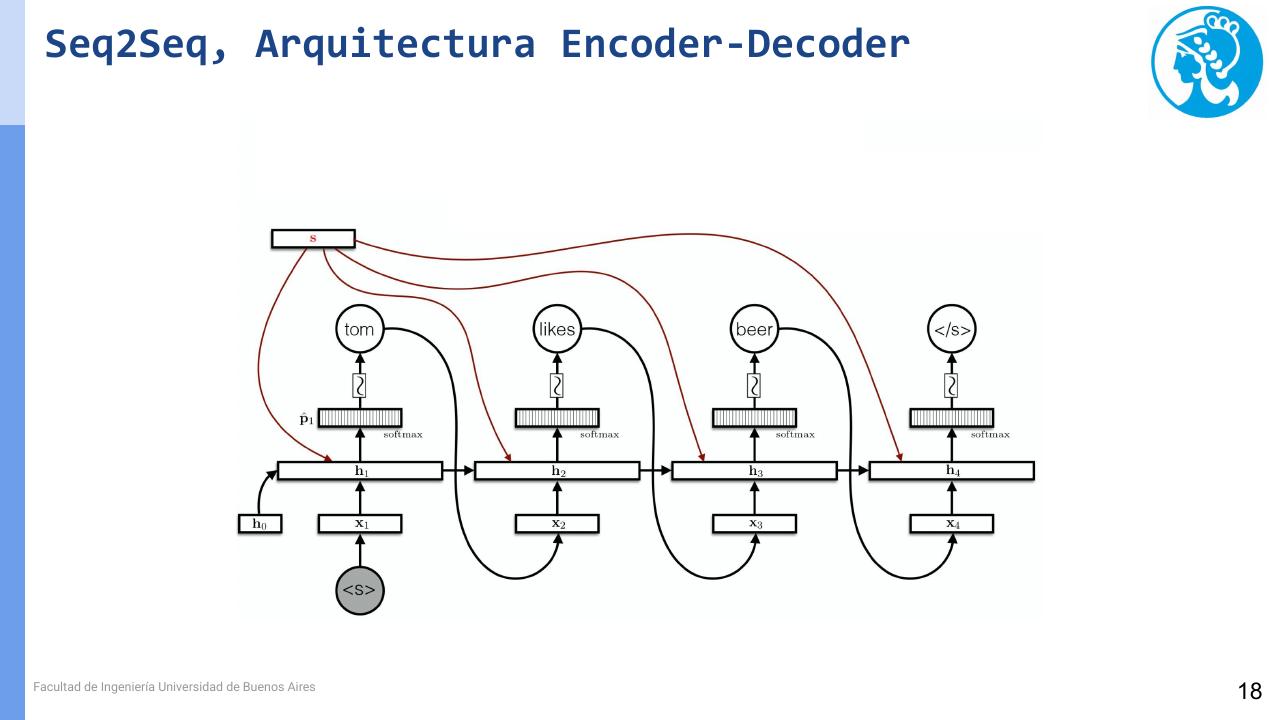 Seq2Seq, Arquitectura Encoder-Decoder
s
tom likes beer </s>
p̂₁
softmax softmax softmax softmax
h₁ h₂ h₃ h₄
h₀ x₁ x₂ x₃ x₄
<s>
Facultad de Ingeniería Universidad de Buenos Aires
18